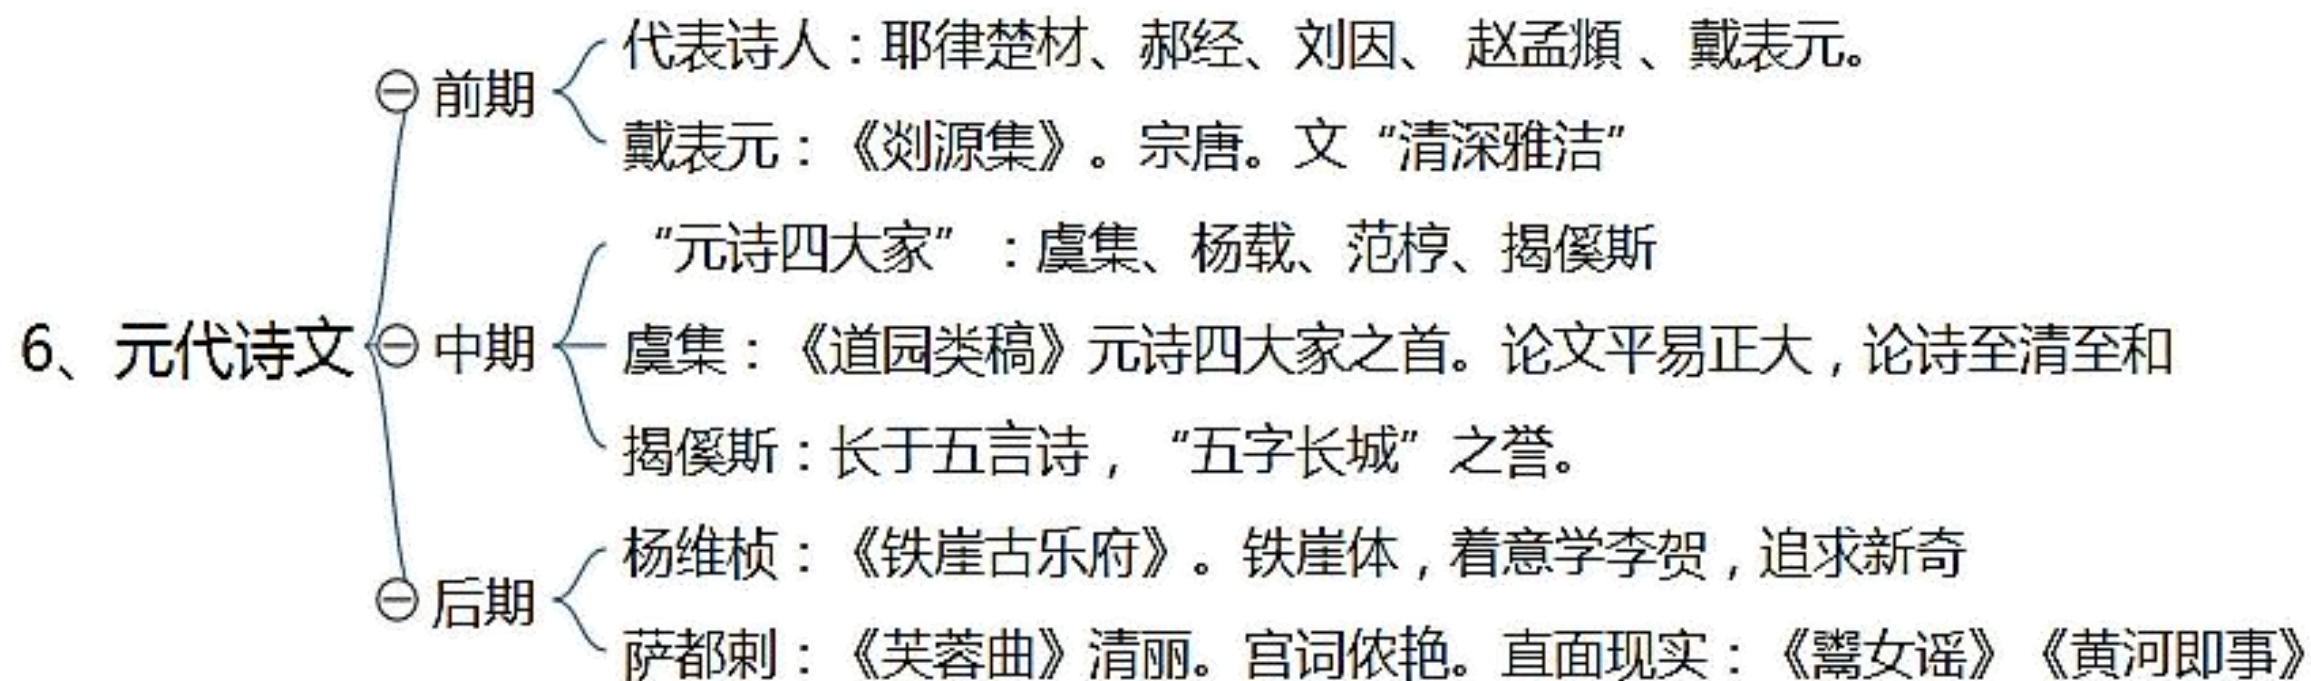 6、元代诗文
前期
代表诗人：耶律楚材、郝经、刘因、 赵孟頫 、戴表元。
戴表元：《剡源集》。宗唐。文“清深雅洁”
中期
“元诗四大家”：虞集、杨载、范梈、揭傒斯
虞集：《道园类稿》元诗四大家之首。论文平易正大，论诗至清至和
揭傒斯：长于五言诗，“五字长城”之誉。
后期
杨维桢：《铁崖古乐府》。铁崖体，着意学李贺，追求新奇
萨都剌：《芙蓉曲》清丽。宫词侬艳。直面现实：《鬻女谣》《黄河即事》